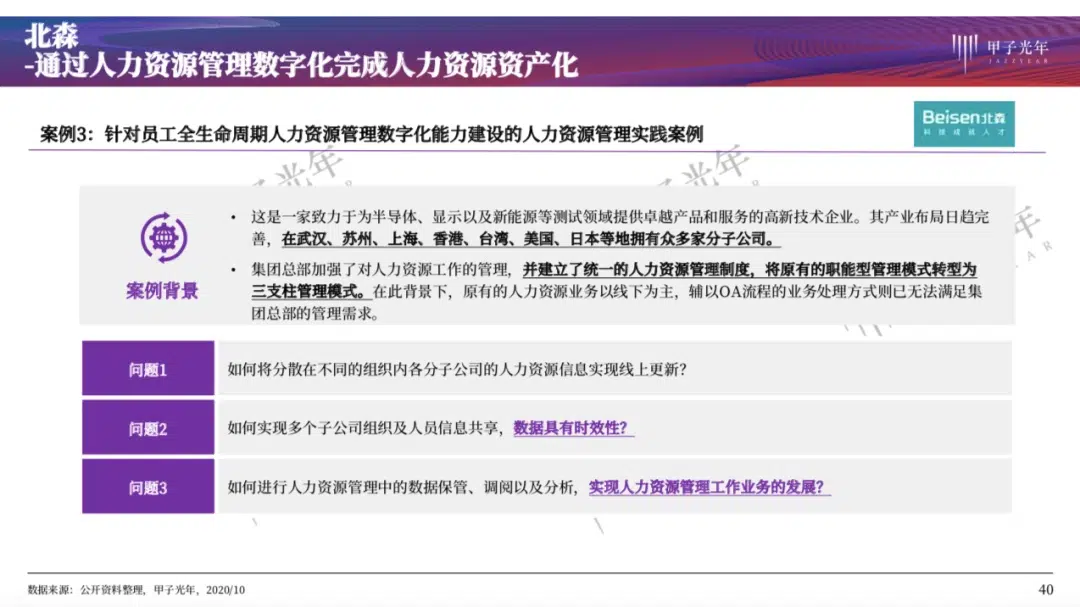 北森
-通过人力资源管理数字化完成人力资源资产化
甲子光年
JAZZYEAR
案例3：针对员工全生命周期人力资源管理数字化能力建设的人力资源管理实践案例
Beisen北森
科技成就人才
案例背景
• 这是一家致力于为半导体、显示以及新能源等测试领域提供卓越产品和服务的高新技术企业。其产业布局日趋完
善，在武汉、苏州、上海、香港、台湾、美国、日本等地拥有众多家分子公司。
• 集团总部加强了对人力资源工作的管理，并建立了统一的人力资源管理制度，将原有的职能型管理模式转型为
三支柱管理模式。在此背景下，原有的人力资源业务以线下为主，辅以OA流程的业务处理方式则已无法满足集
团总部的管理需求。
问题1
如何将分散在不同的组织内各分子公司的人力资源信息实现线上更新？
问题2
如何实现多个子公司组织及人员信息共享，数据具有时效性？
问题3
如何进行人力资源管理中的数据保管、调阅以及分析，实现人力资源管理工作业务的发展？
数据来源：公开资料整理，甲子光年，2020/10
40